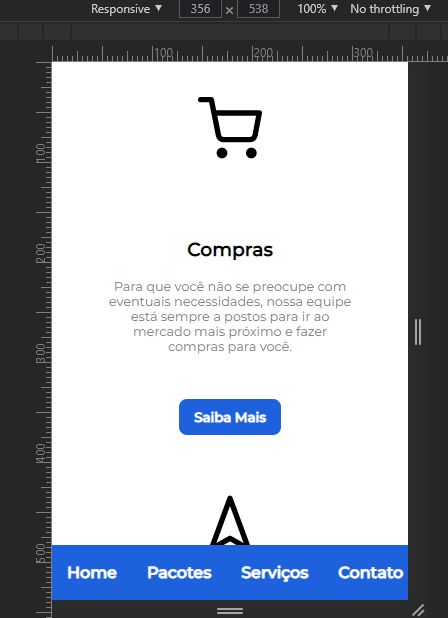 Responsive 356 × 538 100% No throttling
100 200 300
100
200
300
400
500
Compras
Para que você não se preocupe com
eventuais necessidades, nossa equipe
está sempre a postos para ir ao
mercado mais próximo e fazer
compras para você.
Saiba Mais
Home Pacotes Serviços Contato